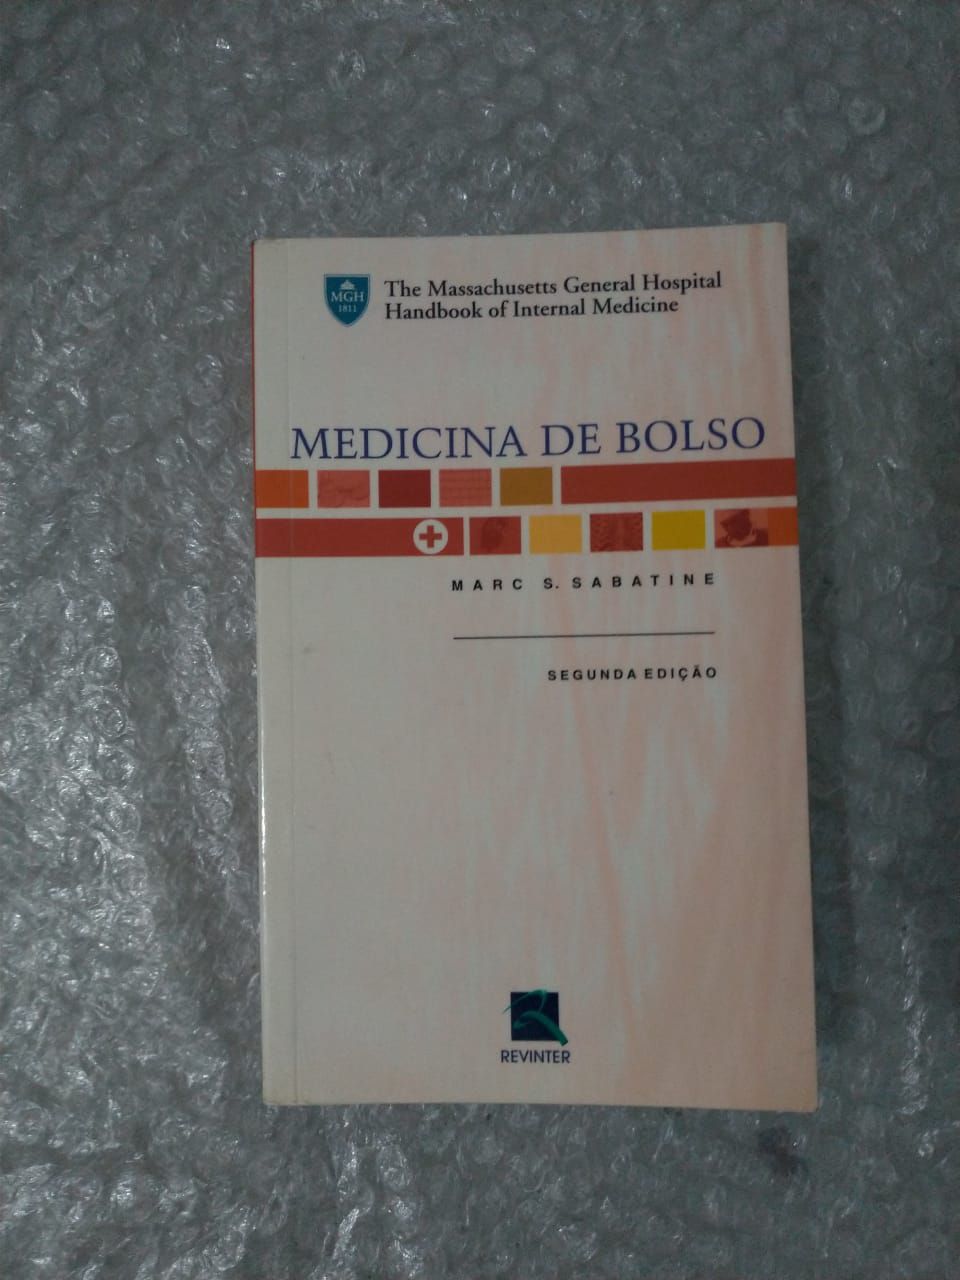 MGH
1811
The Massachusetts General Hospital
Handbook of Internal Medicine
MEDICINA DE BOLSO
MARC S. SABATINE
SEGUNDA EDIÇÃO
REVINTER